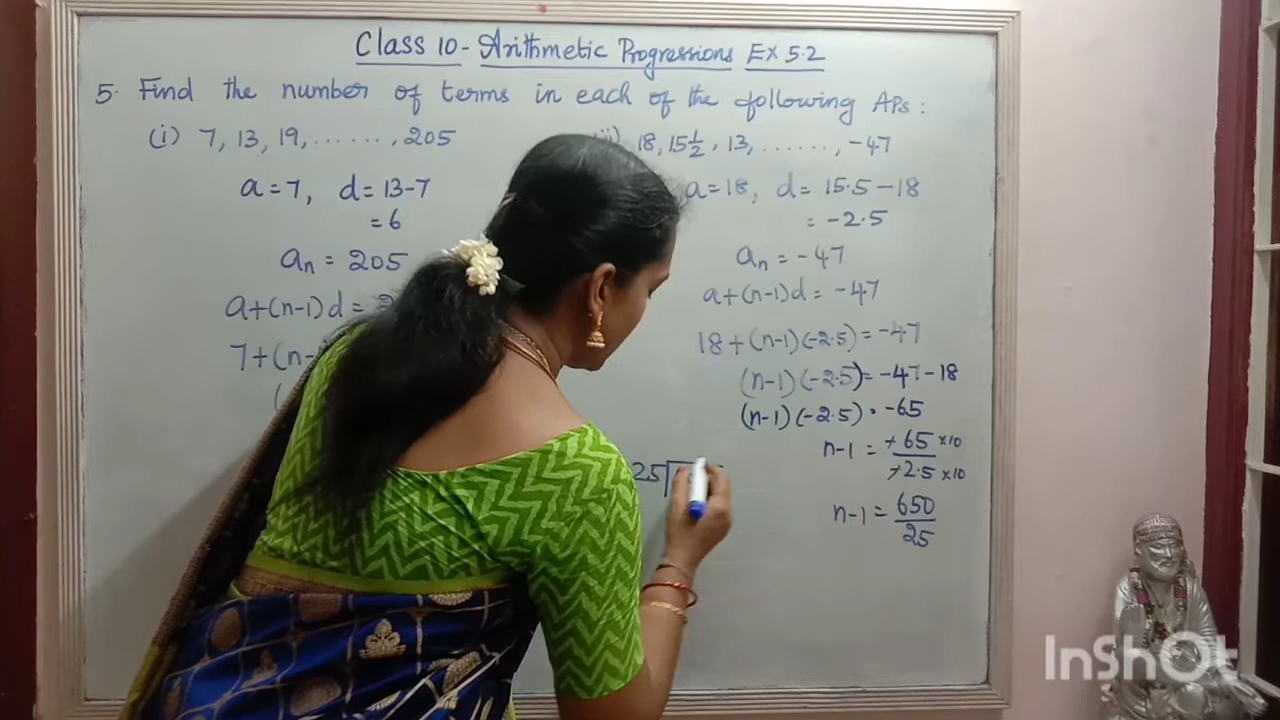 Class 10 - Arithmetic Progressions Ex 5.2
5. Find the number of terms in each of the following APs:
(i) 7, 13, 19, ......., 205
a = 7, d = 13-7
= 6
an = 205
a+(n-1)d =
7+(n-
(
18, 15½, 13, ......, -47
a = 18, d = 15.5 - 18
= -2.5
an = -47
a+(n-1)d = -47
18+(n-1)(-2.5) = -47
(n-1)(-2.5) = -47-18
(n-1)(-2.5) = -65
n-1 = -65 ×10
-2.5 ×10
n-1 = 650
25
25
InShOt